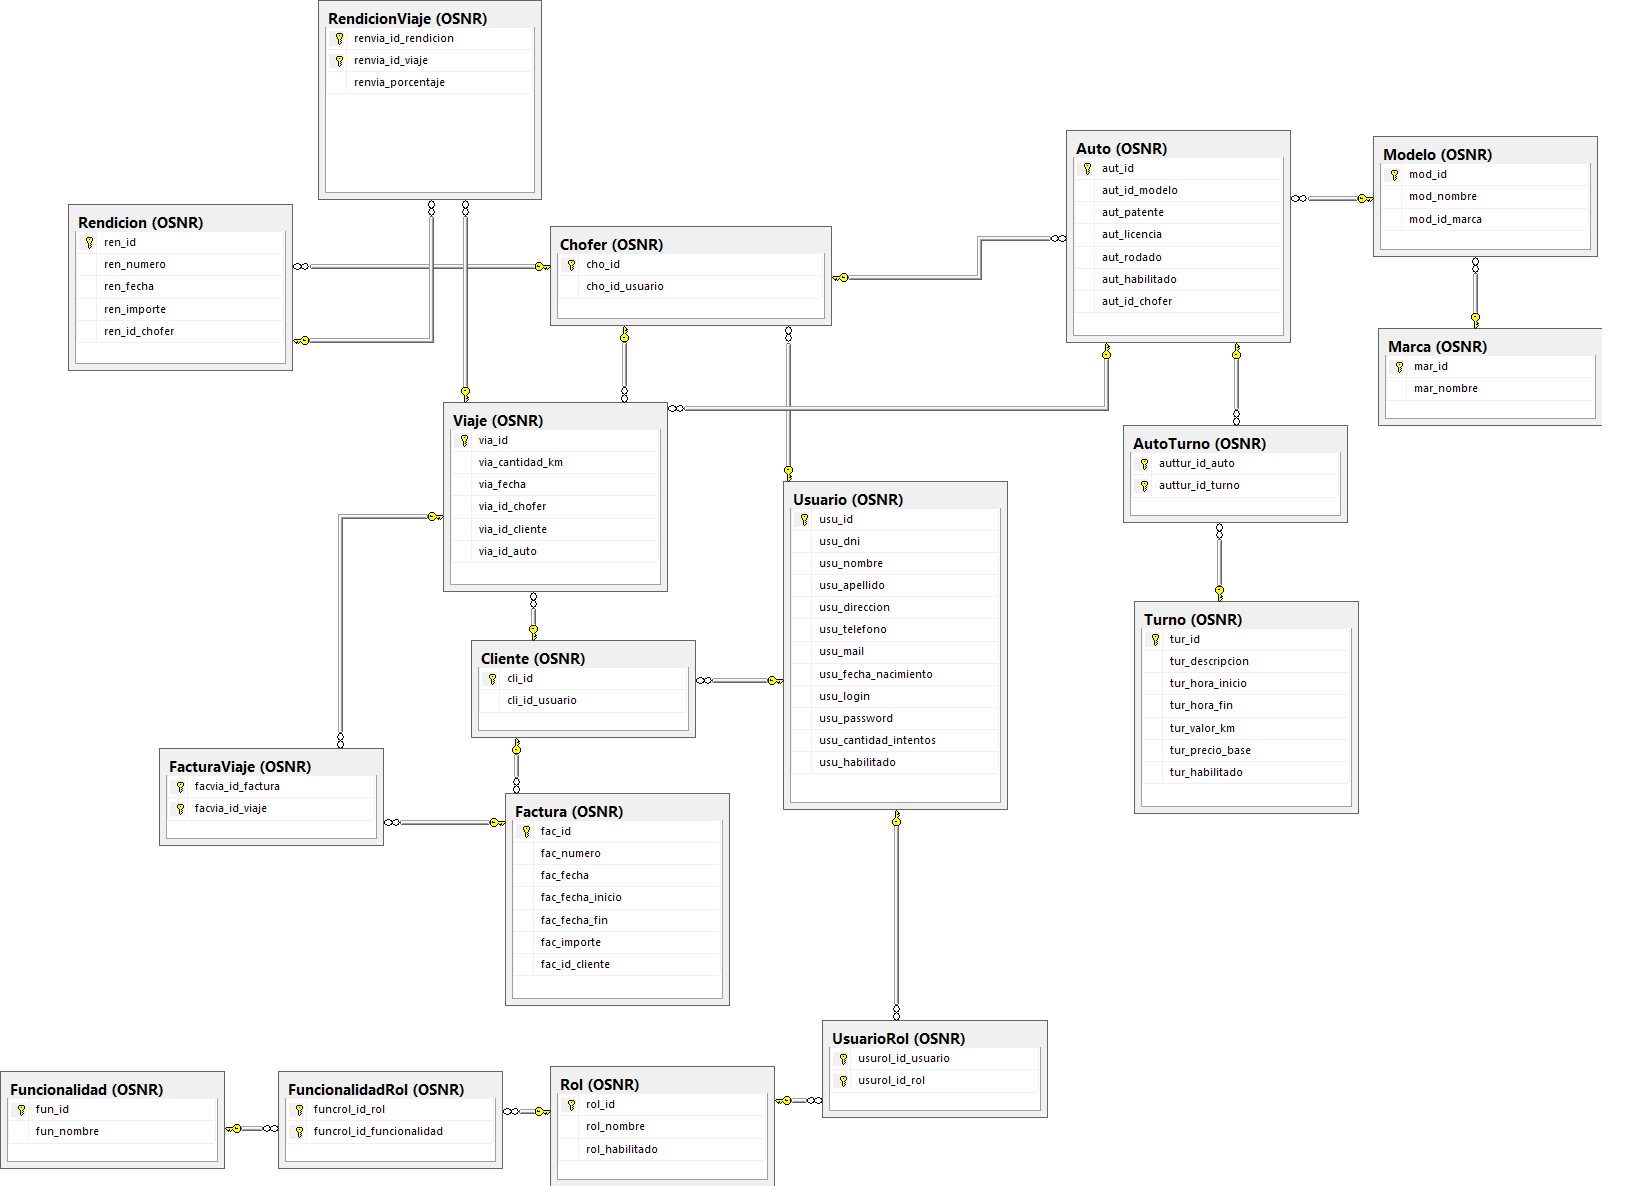 RendicionViaje (OSNR)
renvia_id_rendicion
renvia_id_viaje
renvia_porcentaje
Rendicion (OSNR)
ren_id
ren_numero
ren_fecha
ren_importe
ren_id_chofer
Chofer (OSNR)
cho_id
cho_id_usuario
Auto (OSNR)
aut_id
aut_id_modelo
aut_patente
aut_licencia
aut_rodado
aut_habilitado
aut_id_chofer
Modelo (OSNR)
mod_id
mod_nombre
mod_id_marca
Marca (OSNR)
mar_id
mar_nombre
Viaje (OSNR)
via_id
via_cantidad_km
via_fecha
via_id_chofer
via_id_cliente
via_id_auto
AutoTurno (OSNR)
auttur_id_auto
auttur_id_turno
Usuario (OSNR)
usu_id
usu_dni
usu_nombre
usu_apellido
usu_direccion
usu_telefono
usu_mail
usu_fecha_nacimiento
usu_login
usu_password
usu_cantidad_intentos
usu_habilitado
Turno (OSNR)
tur_id
tur_descripcion
tur_hora_inicio
tur_hora_fin
tur_valor_km
tur_precio_base
tur_habilitado
Cliente (OSNR)
cli_id
cli_id_usuario
FacturaViaje (OSNR)
facvia_id_factura
facvia_id_viaje
Factura (OSNR)
fac_id
fac_numero
fac_fecha
fac_fecha_inicio
fac_fecha_fin
fac_importe
fac_id_cliente
UsuarioRol (OSNR)
usurol_id_usuario
usurol_id_rol
Funcionalidad (OSNR)
fun_id
fun_nombre
FuncionalidadRol (OSNR)
funcrol_id_rol
funcrol_id_funcionalidad
Rol (OSNR)
rol_id
rol_nombre
rol_habilitado